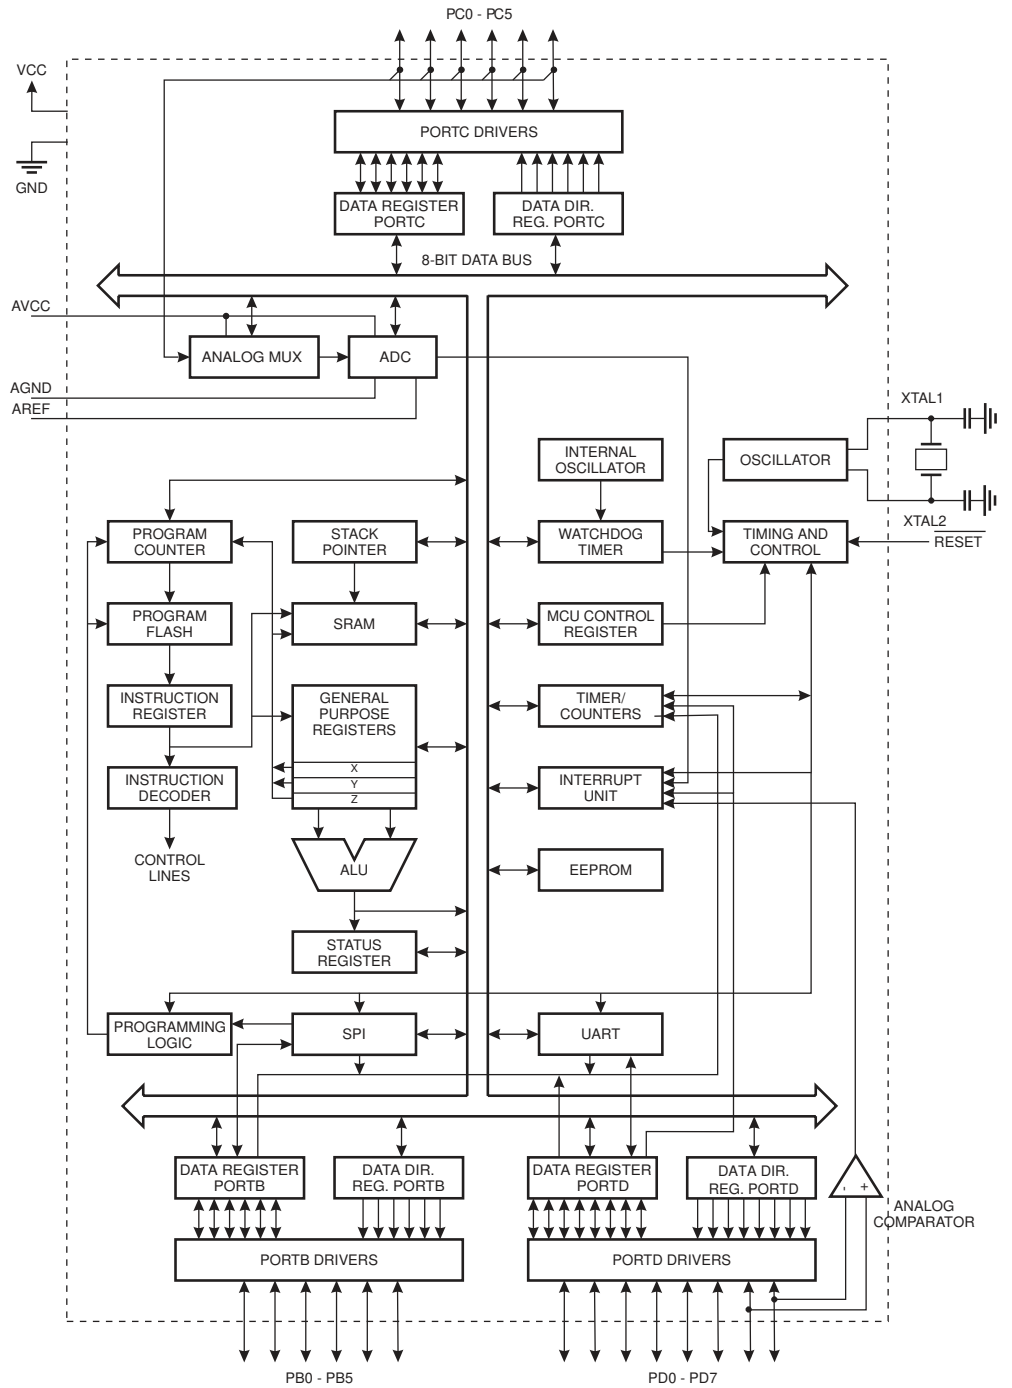 PC0 - PC5
VCC
PORTC DRIVERS
GND
DATA REGISTER
PORTC
DATA DIR.
REG. PORTC
8-BIT DATA BUS
AVCC
ANALOG MUX
ADC
AGND
AREF
XTAL1
INTERNAL
OSCILLATOR
OSCILLATOR
PROGRAM
COUNTER
STACK
POINTER
WATCHDOG
TIMER
TIMING AND
CONTROL
XTAL2
RESET
PROGRAM
FLASH
SRAM
MCU CONTROL
REGISTER
INSTRUCTION
REGISTER
GENERAL
PURPOSE
REGISTERS
X
Y
Z
TIMER/
COUNTERS
INSTRUCTION
DECODER
INTERRUPT
UNIT
CONTROL
LINES
ALU
EEPROM
STATUS
REGISTER
PROGRAMMING
LOGIC
SPI
UART
DATA REGISTER
PORTB
DATA DIR.
REG. PORTB
DATA REGISTER
PORTD
DATA DIR.
REG. PORTD
- +
ANALOG
COMPARATOR
PORTB DRIVERS
PORTD DRIVERS
PB0 - PB5
PD0 - PD7